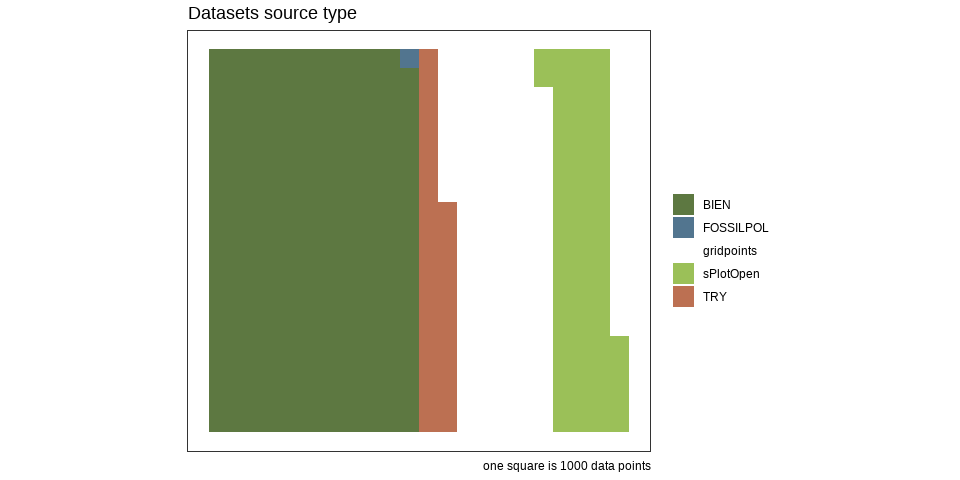 Datasets source type
BIEN
FOSSILPOL
gridpoints
sPlotOpen
TRY
one square is 1000 data points